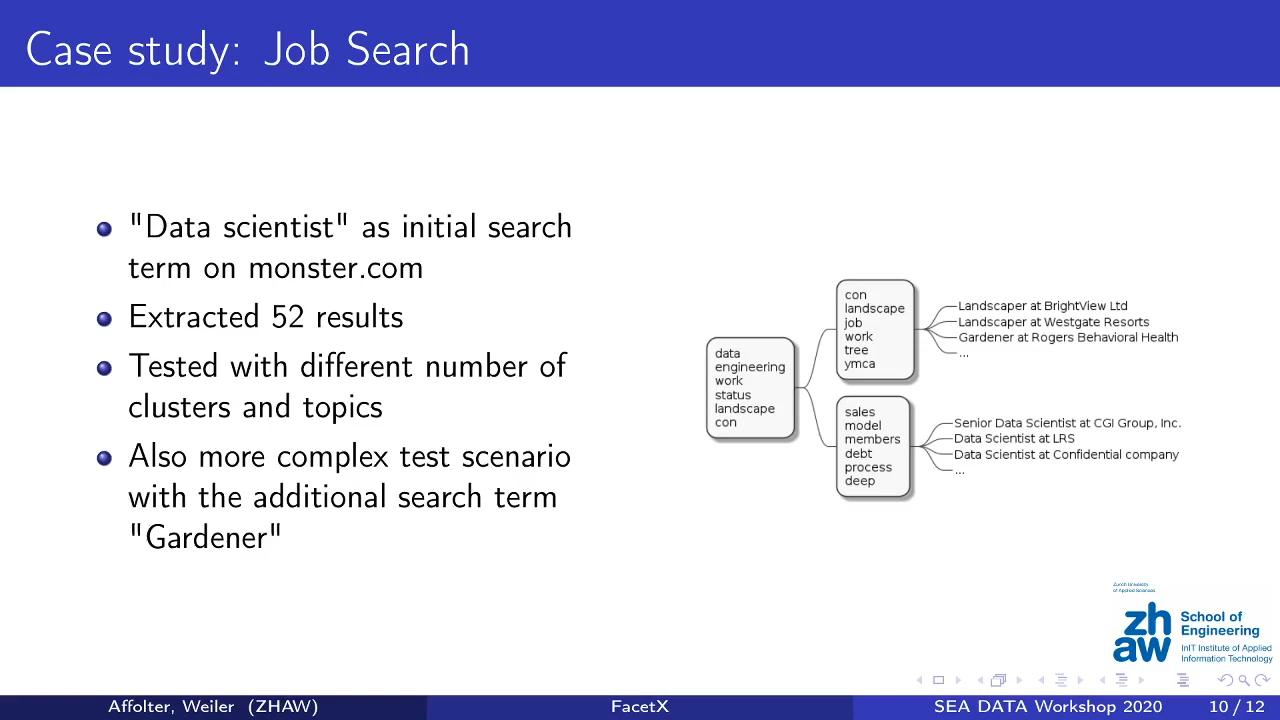 Case study: Job Search
"Data scientist" as initial search
term on monster.com
Extracted 52 results
Tested with different number of
clusters and topics
Also more complex test scenario
with the additional search term
"Gardener"
data
engineering
work
status
landscape
con
con
landscape
job
work
tree
ymca
Landscaper at BrightView Ltd
Landscaper at Westgate Resorts
Gardener at Rogers Behavioral Health
...
sales
model
members
debt
process
deep
Senior Data Scientist at CGI Group, Inc.
Data Scientist at LRS
Data Scientist at Confidential company
...
Zurich University
of Applied Sciences
zh
aw
School of
Engineering
InIT Institute of Applied
Information Technology
Affolter, Weiler (ZHAW)
FacetX
SEA DATA Workshop 2020
10 / 12